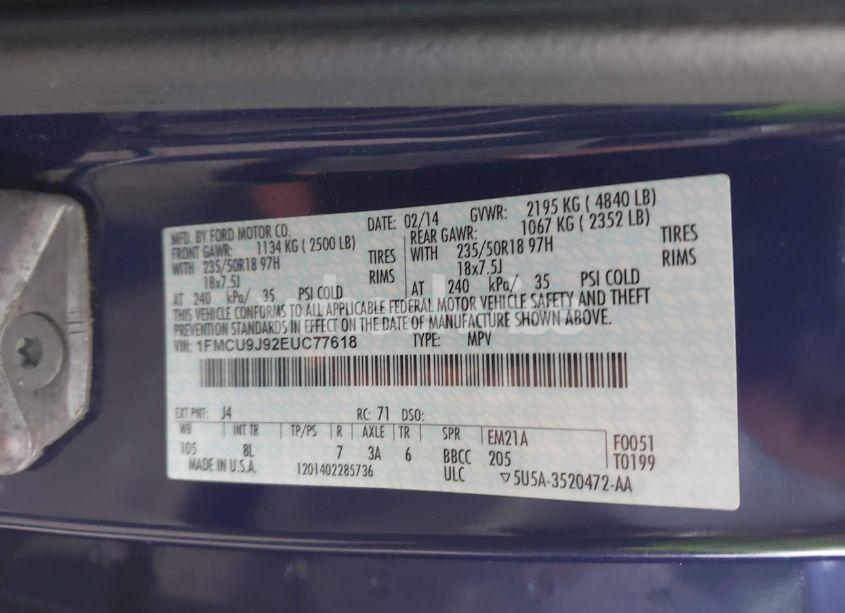 MFD. BY FORD MOTOR CO. DATE: 02/14 GVWR: 2195 KG ( 4840 LB)
FRONT GAWR: 1134 KG ( 2500 LB) REAR GAWR: 1067 KG ( 2352 LB)
WITH 235/50R18 97H TIRES WITH 235/50R18 97H TIRES
18x7.5J RIMS 18x7.5J RIMS
AT 240 kPa/ 35 PSI COLD AT 240 kPa/ 35 PSI COLD
THIS VEHICLE CONFORMS TO ALL APPLICABLE FEDERAL MOTOR VEHICLE SAFETY AND THEFT
PREVENTION STANDARDS IN EFFECT ON THE DATE OF MANUFACTURE SHOWN ABOVE.
VIN: 1FMCU9J92EUC77618 TYPE: MPV
EXT PNT: J4 RC: 71 DSO:
WB INT TR TP/PS R AXLE TR SPR EM21A F0051
105 8L 7 3A 6 BBCC 205 T0199
MADE IN U.S.A. 1201402285736 ULC ▽5U5A-3520472-AA